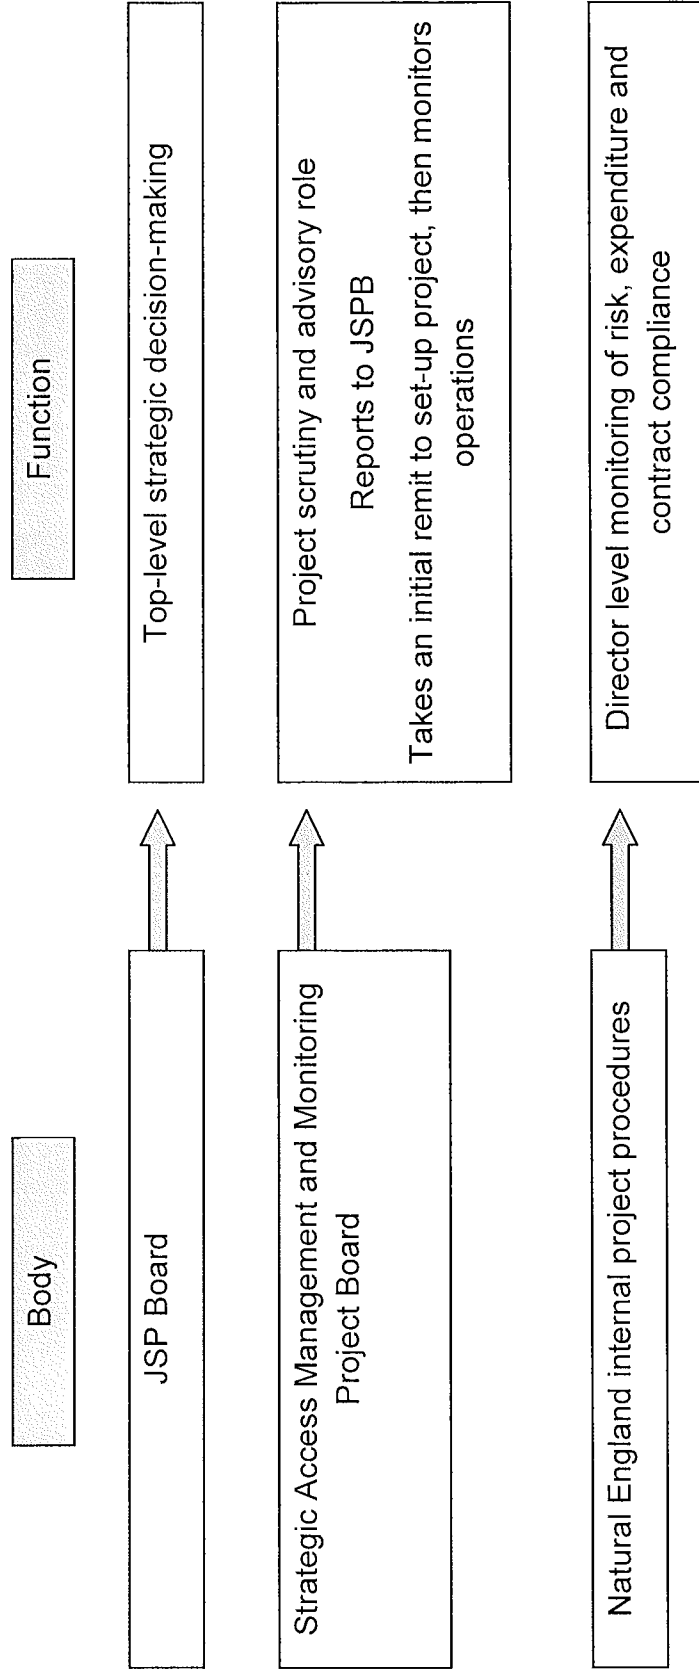 Body
Function
JSP Board
Top-level strategic decision-making
Strategic Access Management and Monitoring
Project Board
Project scrutiny and advisory role
Reports to JSPB
Takes an initial remit to set-up project, then monitors
operations
Natural England internal project procedures
Director level monitoring of risk, expenditure and
contract compliance